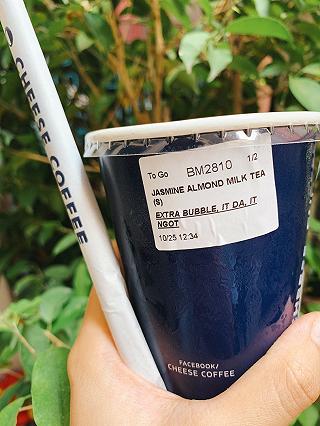 CHEESE COFFEE
To Go BM2810 1/2
JASMINE ALMOND MILK TEA
(S)
EXTRA BUBBLE, IT DA, IT
NGOT
10/25 12:34
FACEBOOK/
CHEESE COFFEE